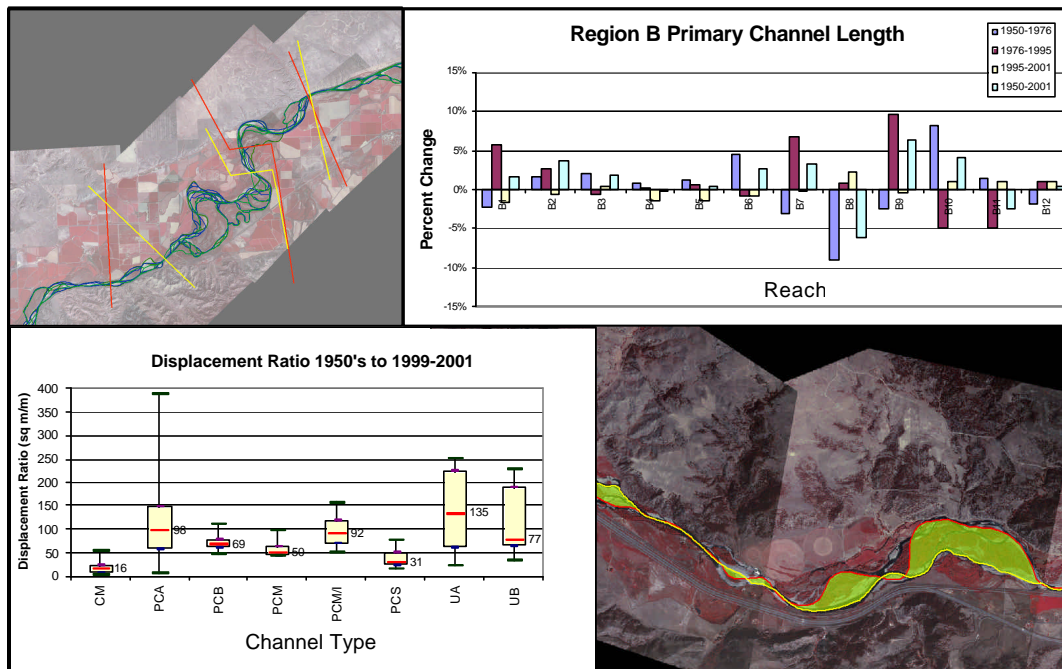 Region B Primary Channel Length
1950-1976
1976-1995
1995-2001
1950-2001
15%
10%
5%
0%
-5%
-10%
-15%
Percent Change
B1
B2
B3
B4
B5
B6
B7
B8
B9
B10
B11
B12
Reach
Displacement Ratio 1950's to 1999-2001
Displacement Ratio (sq m/m)
400
350
300
250
200
150
100
50
0
16
98
69
50
92
31
135
77
CM
PCA
PCB
PCM
PCM/I
PCS
UA
UB
Channel Type